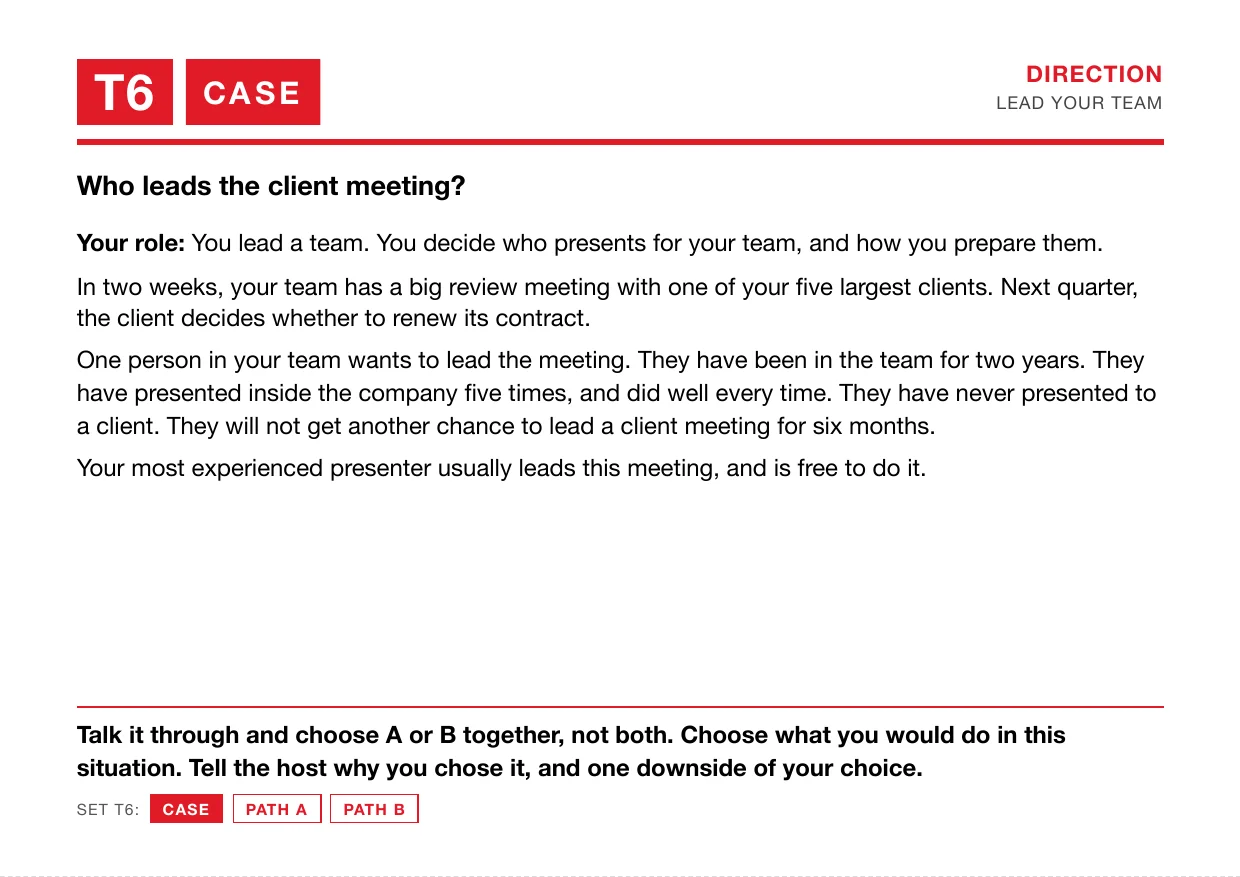 T6 CASE
DIRECTION
LEAD YOUR TEAM
Who leads the client meeting?
Your role: You lead a team. You decide who presents for your team, and how you prepare them.
In two weeks, your team has a big review meeting with one of your five largest clients. Next quarter,
the client decides whether to renew its contract.
One person in your team wants to lead the meeting. They have been in the team for two years. They
have presented inside the company five times, and did well every time. They have never presented to
a client. They will not get another chance to lead a client meeting for six months.
Your most experienced presenter usually leads this meeting, and is free to do it.
Talk it through and choose A or B together, not both. Choose what you would do in this
situation. Tell the host why you chose it, and one downside of your choice.
SET T6: CASE PATH A PATH B